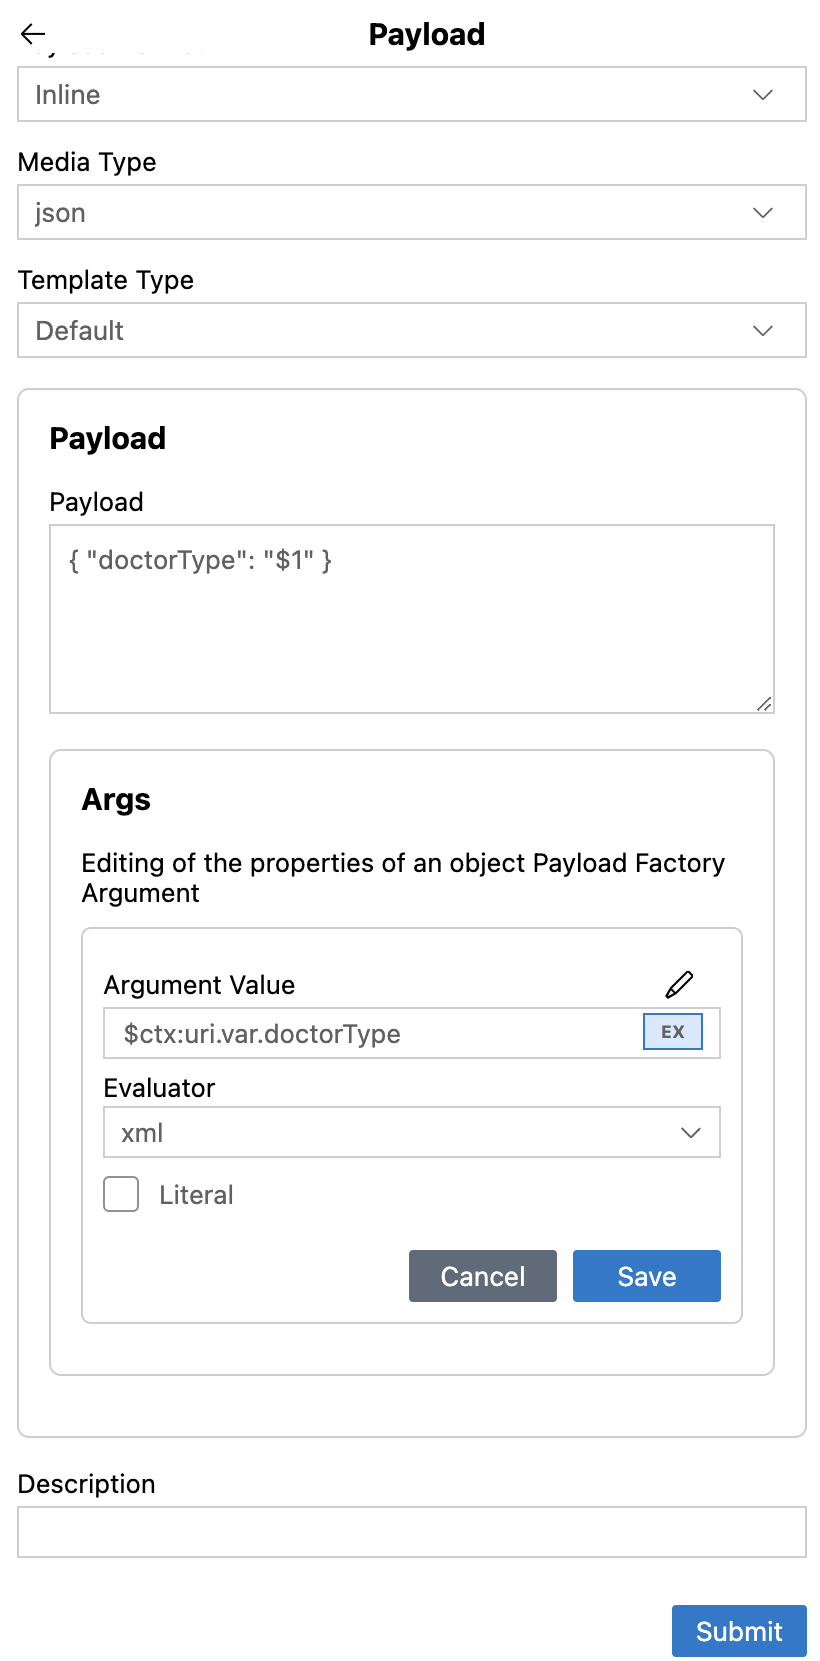 Payload
Inline
Media Type
json
Template Type
Default
Payload
Payload
{ "doctorType": "$1" }
Args
Editing of the properties of an object Payload Factory
Argument
Argument Value
$ctx:uri.var.doctorType
EX
Evaluator
xml
Literal
Cancel
Save
Description
Submit